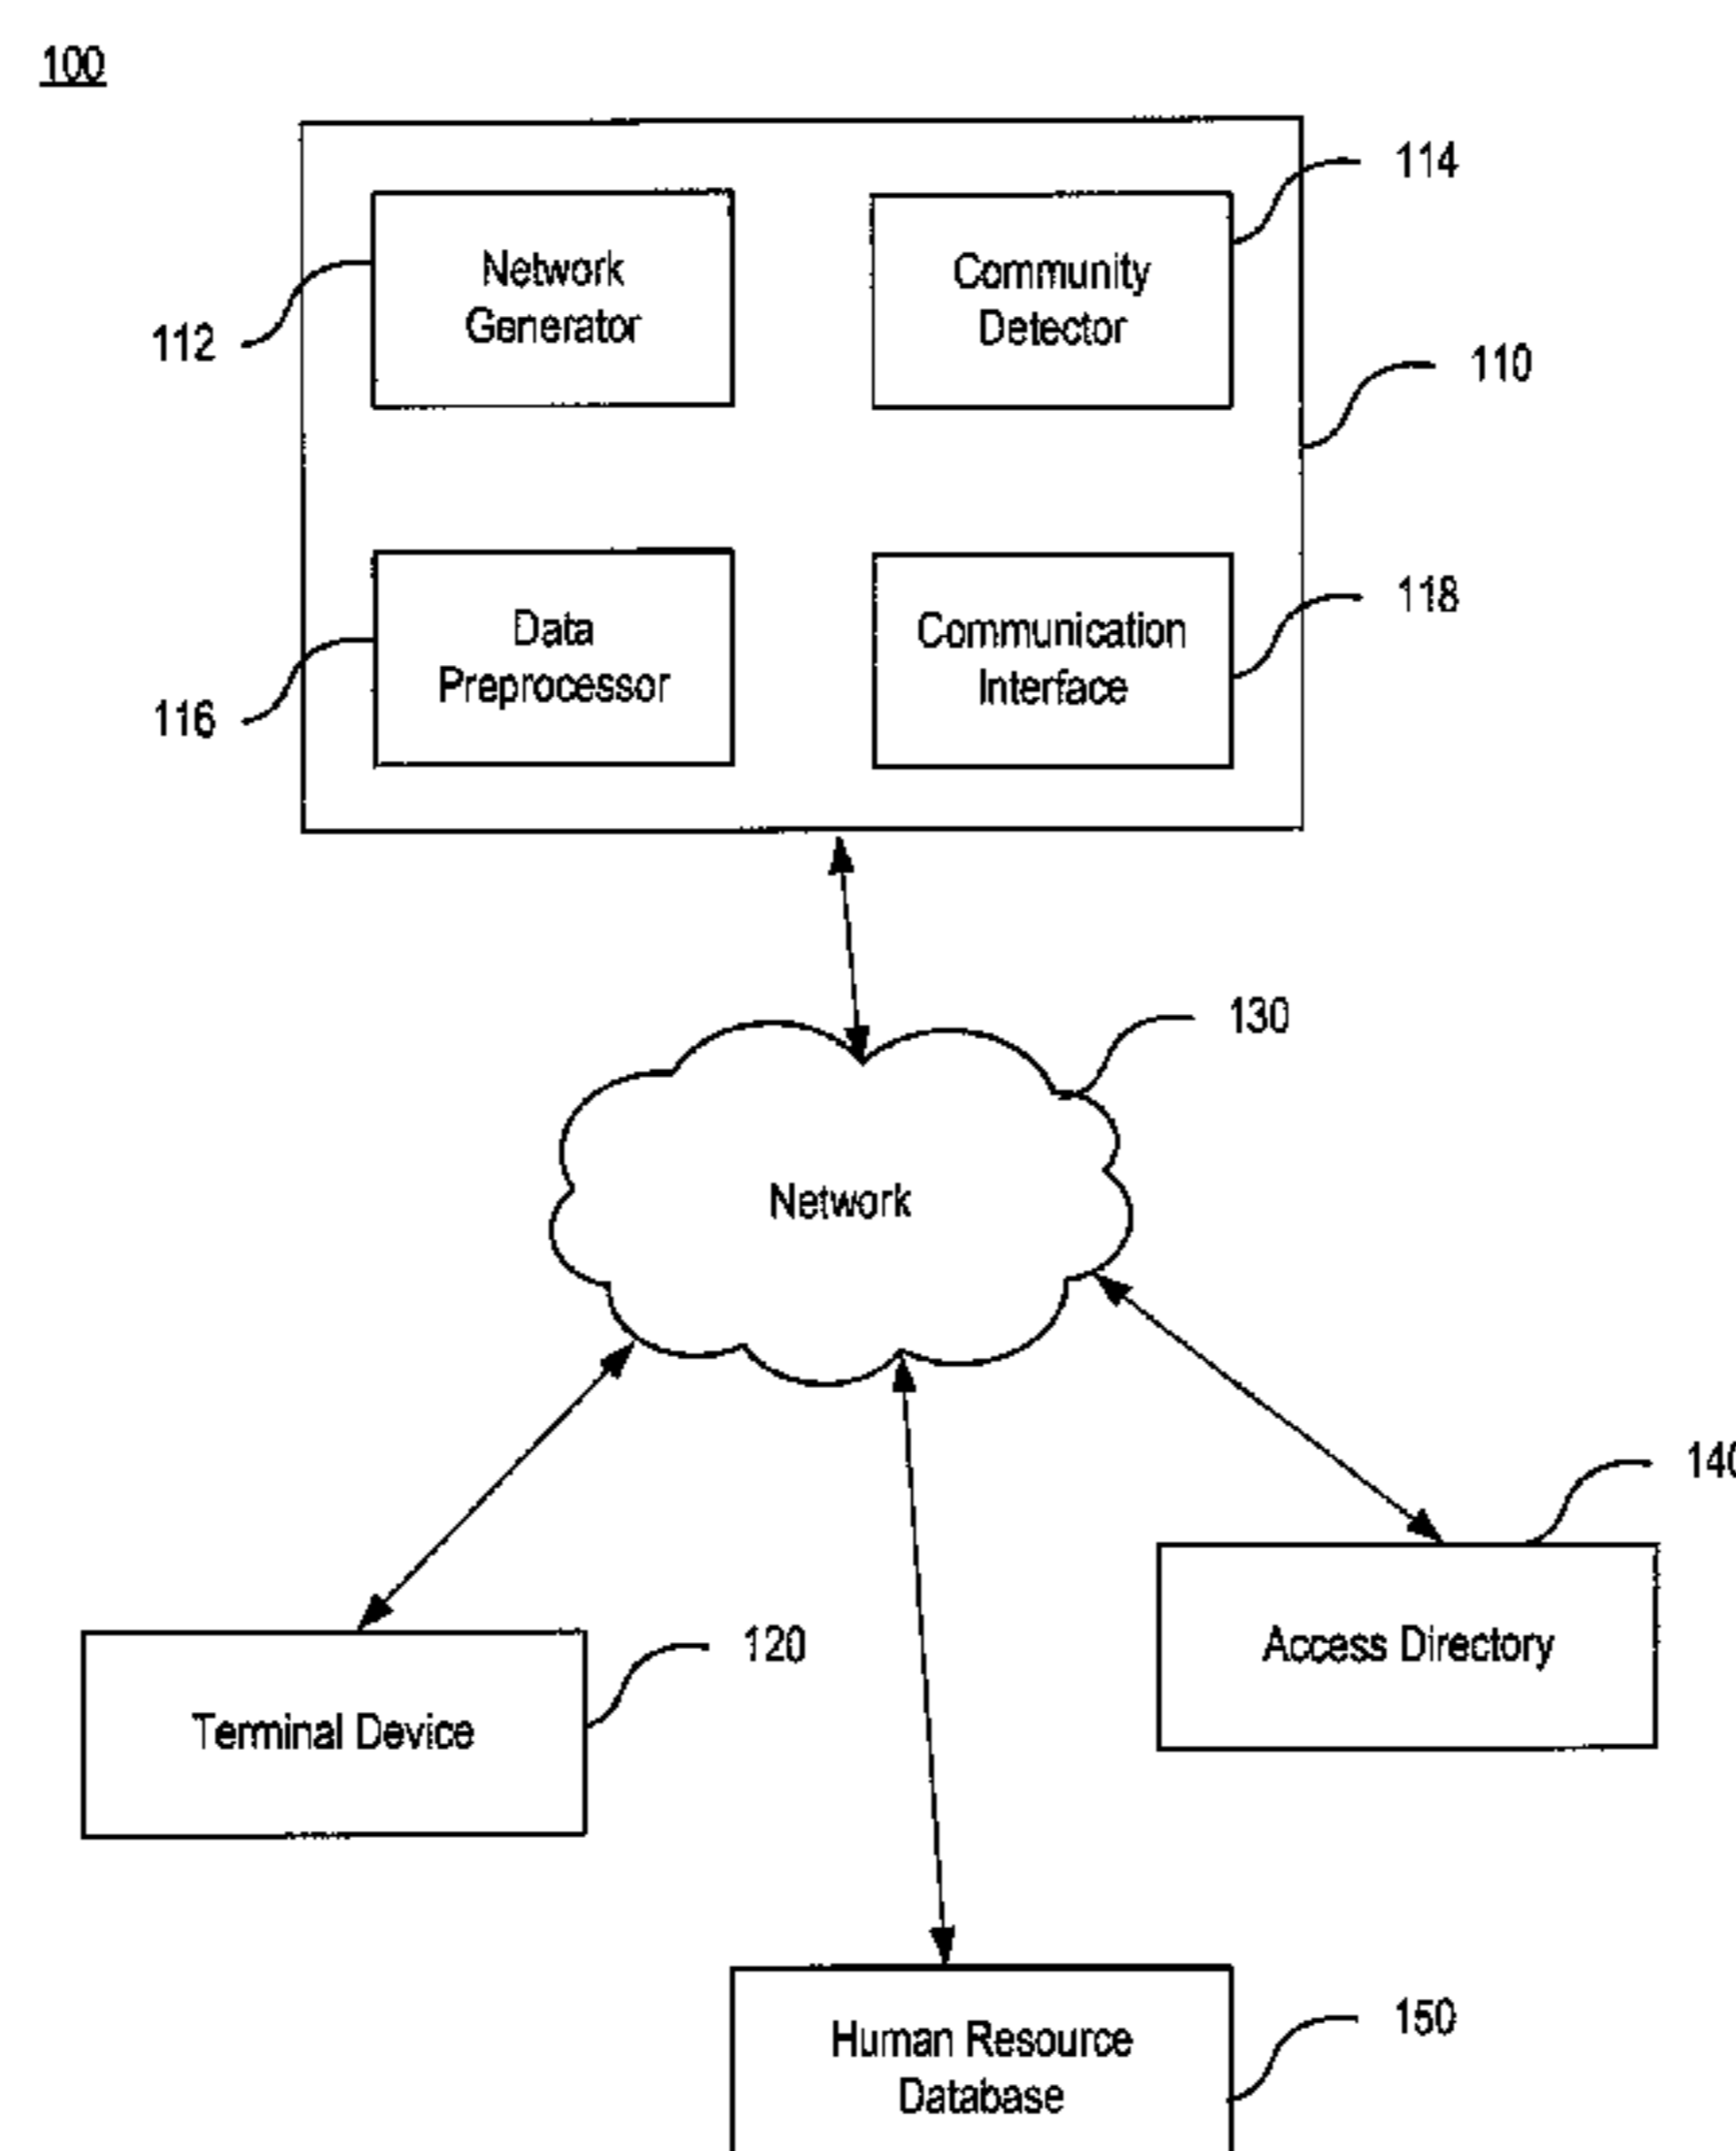 100
114
Network
Generator
Community
Detector
112
110
Data
Preprocessor
Communication
Interface
118
116
130
Network
140
120
Access Directory
Terminal Device
150
Human Resource
Database